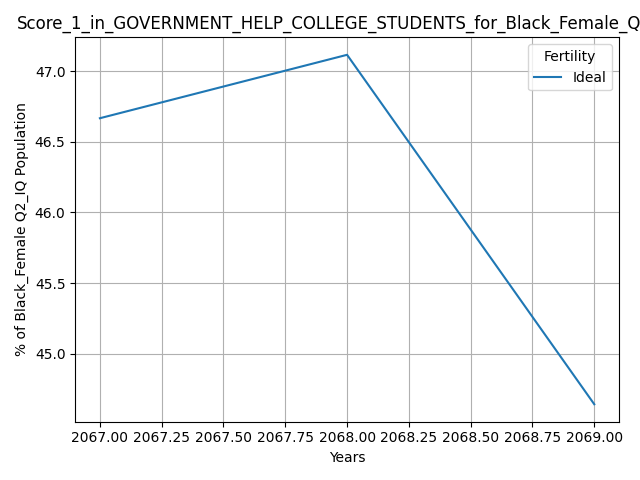 Score_1_in_GOVERNMENT_HELP_COLLEGE_STUDENTS_for_Black_Female_Q
Fertility
Ideal
% of Black_Female Q2_IQ Population
47.0
46.5
46.0
45.5
45.0
2067.00 2067.25 2067.50 2067.75 2068.00 2068.25 2068.50 2068.75 2069.00
Years